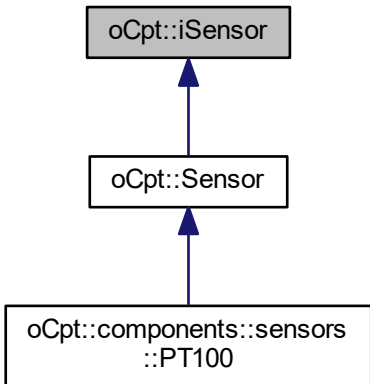 oCpt::iSensor
oCpt::Sensor
oCpt::components::sensors
::PT100